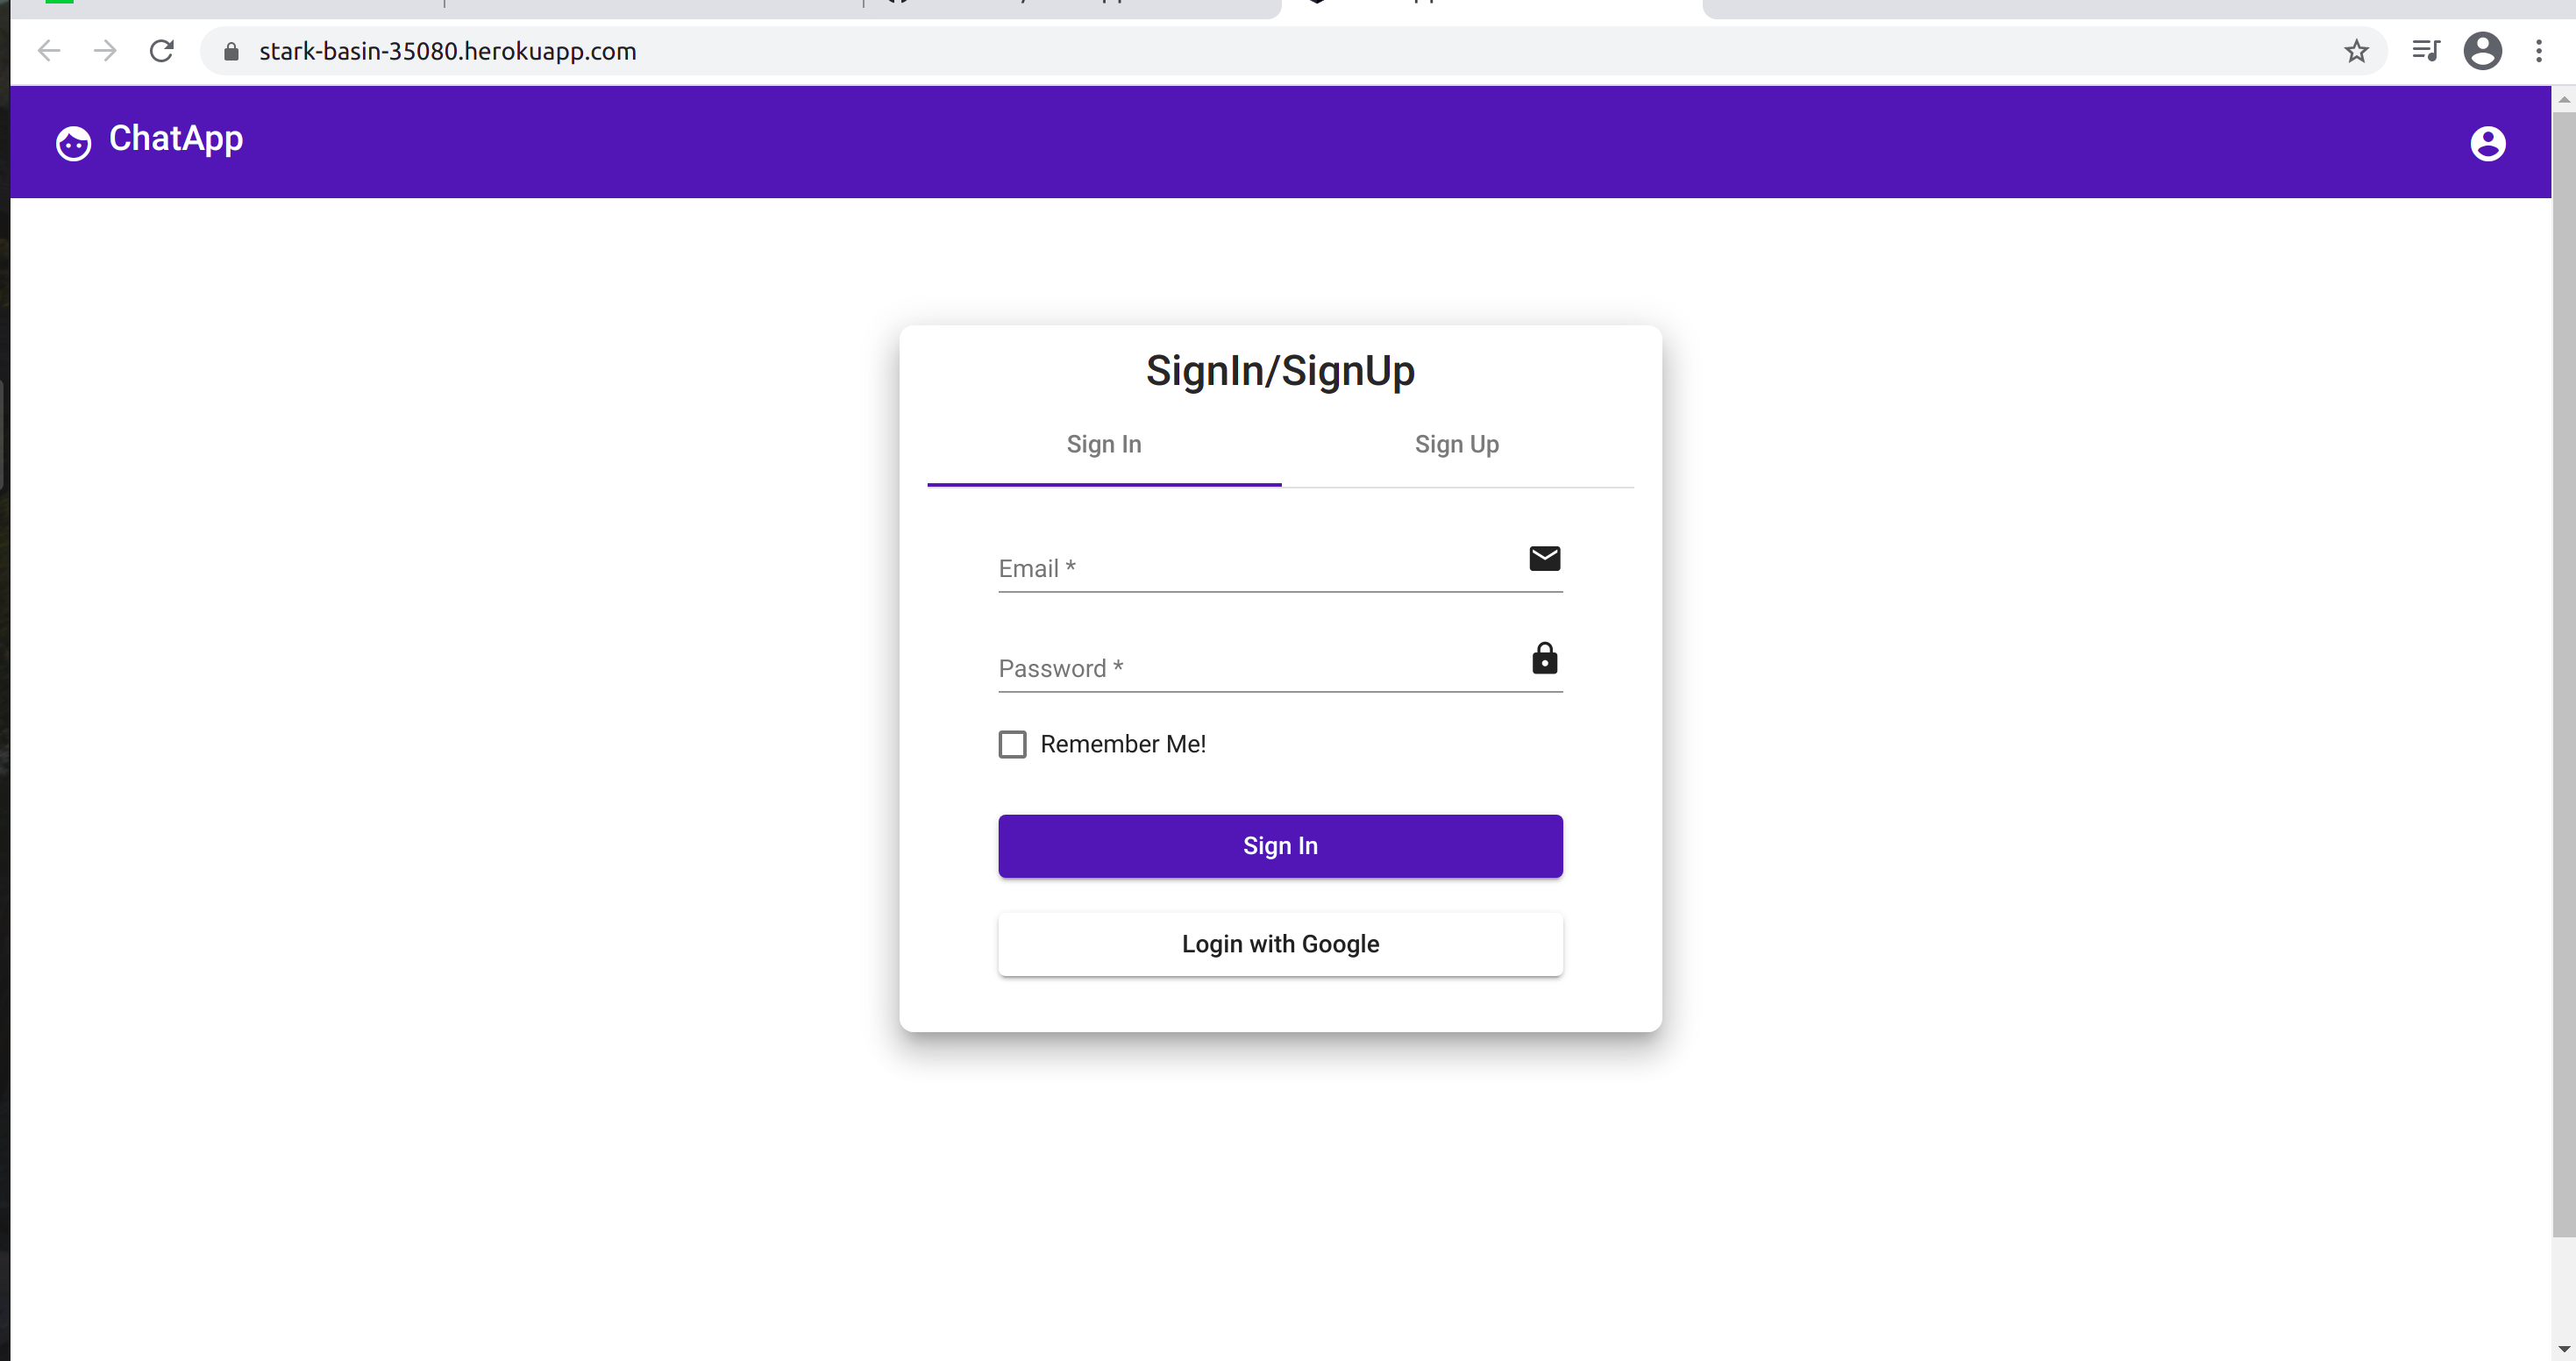 stark-basin-35080.herokuapp.com
ChatApp
SignIn/SignUp
Sign In
Sign Up
Email *
Password *
Remember Me!
Sign In
Login with Google